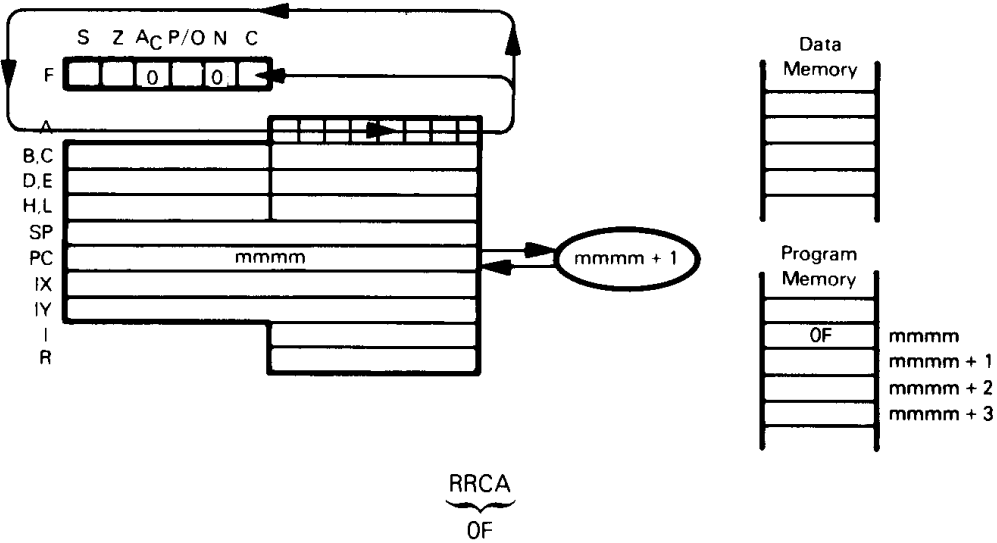 S Z AC P/O N C
F 0 0
A
B,C
D,E
H,L
SP
PC mmmm mmmm + 1
IX
IY
I
R
Data
Memory
Program
Memory
0F mmmm
mmmm + 1
mmmm + 2
mmmm + 3
RRCA
0F